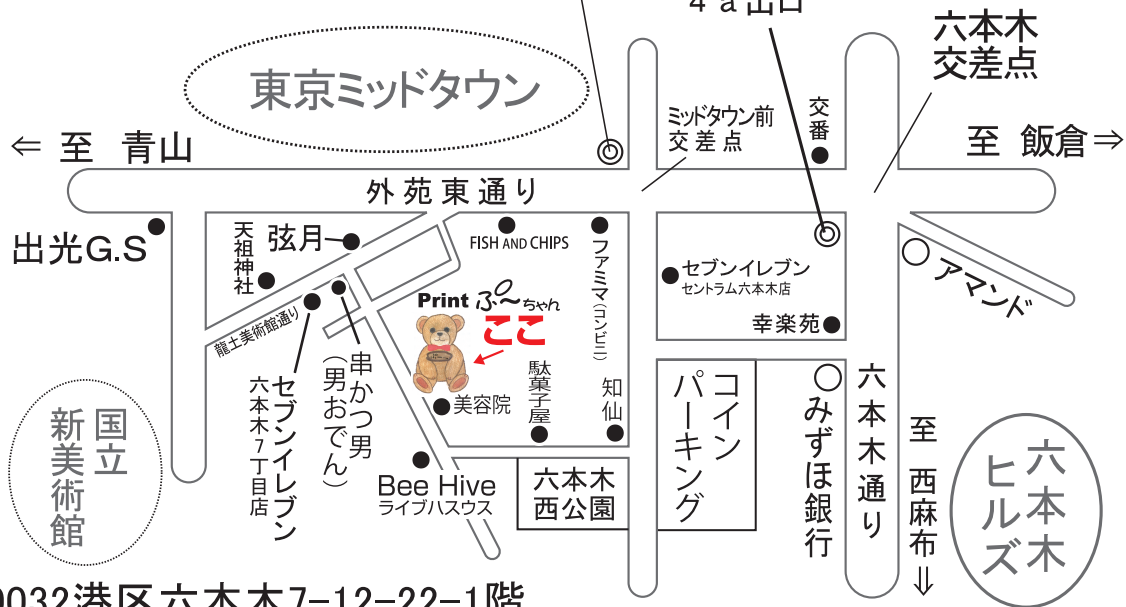 4a出口
六本木
交差点
東京ミッドタウン
ミッドタウン前
交差点
交番
⇐ 至 青山
至 飯倉⇒
外苑東通り
出光G.S
天祖神社
弦月
FISH AND CHIPS
ファミマ(コンビニ)
セブンイレブン
セントラム六本木店
アマンド
幸楽苑
Print ぷ〜ちゃん
ここ
龍土美術館通り
セブンイレブン
六本木7丁目店
串かつ男
(男おでん)
美容院
駄菓子屋
知仙
コイン
パーキング
みずほ銀行
六本木通り
至 西麻布⇓
六本木
ヒルズ
国立
新美術館
Bee Hive
ライブハスウス
六本木
西公園
0032港区六本木7-12-22-1階